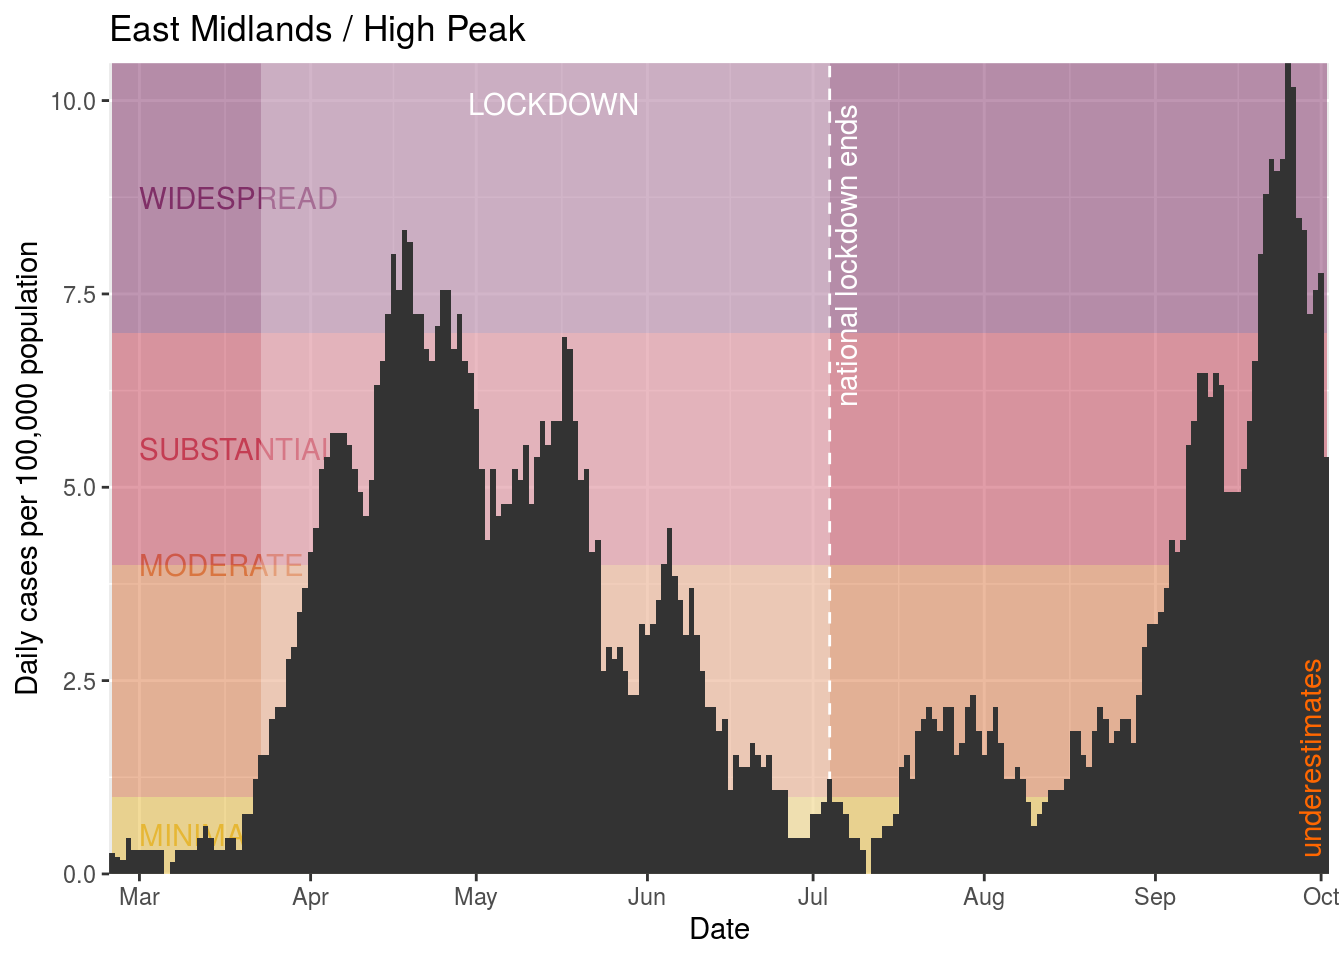 East Midlands / High Peak
Daily cases per 100,000 population
10.0
7.5
5.0
2.5
0.0
LOCKDOWN
WIDESPREAD
SUBSTANTIAL
MODERATE
MINIMA
national lockdown ends
underestimates
Mar Apr May Jun Jul Aug Sep Oct
Date